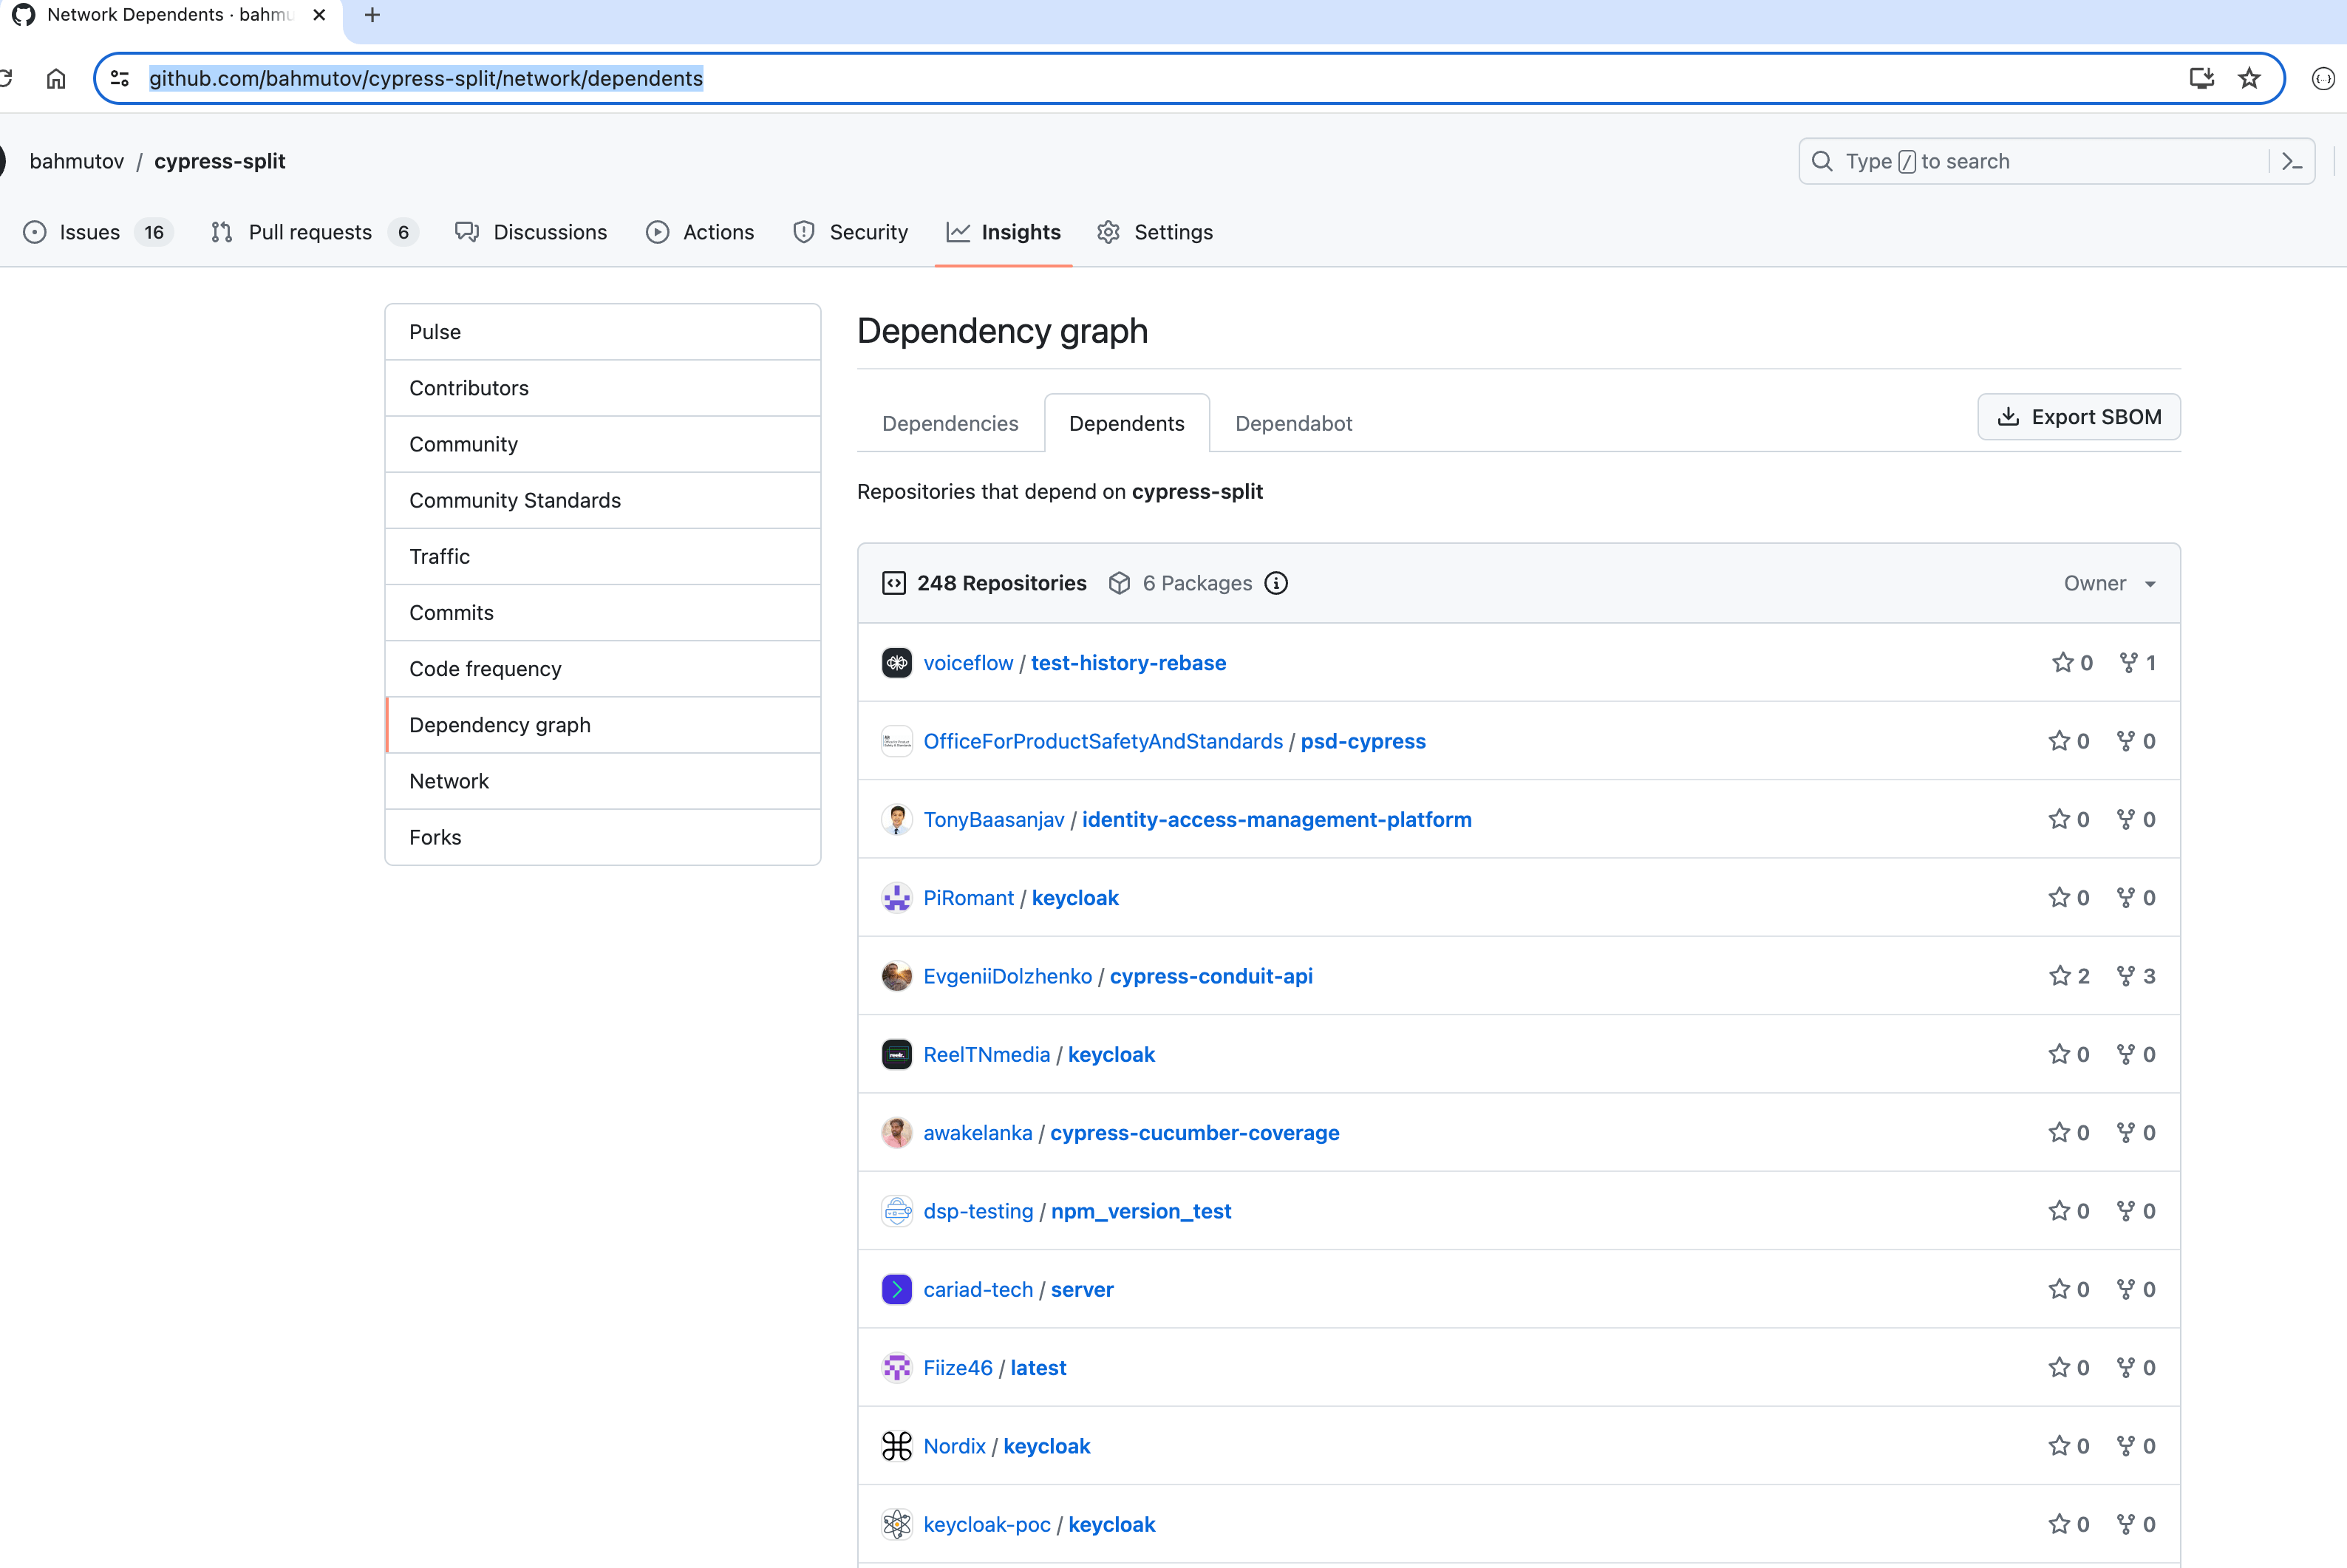 Network Dependents · bahmu
github.com/bahmutov/cypress-split/network/dependents
bahmutov / cypress-split
Type / to search
Issues 16 Pull requests 6 Discussions Actions Security Insights Settings
Pulse
Contributors
Community
Community Standards
Traffic
Commits
Code frequency
Dependency graph
Network
Forks
Dependency graph
Dependencies Dependents Dependabot Export SBOM
Repositories that depend on cypress-split
248 Repositories 6 Packages Owner
voiceflow / test-history-rebase 0 1
OfficeForProductSafetyAndStandards / psd-cypress 0 0
TonyBaasanjav / identity-access-management-platform 0 0
PiRomant / keycloak 0 0
EvgeniiDolzhenko / cypress-conduit-api 2 3
ReelTNmedia / keycloak 0 0
awakelanka / cypress-cucumber-coverage 0 0
dsp-testing / npm_version_test 0 0
cariad-tech / server 0 0
Fiize46 / latest 0 0
Nordix / keycloak 0 0
keycloak-poc / keycloak 0 0